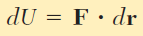 dU = F · dr